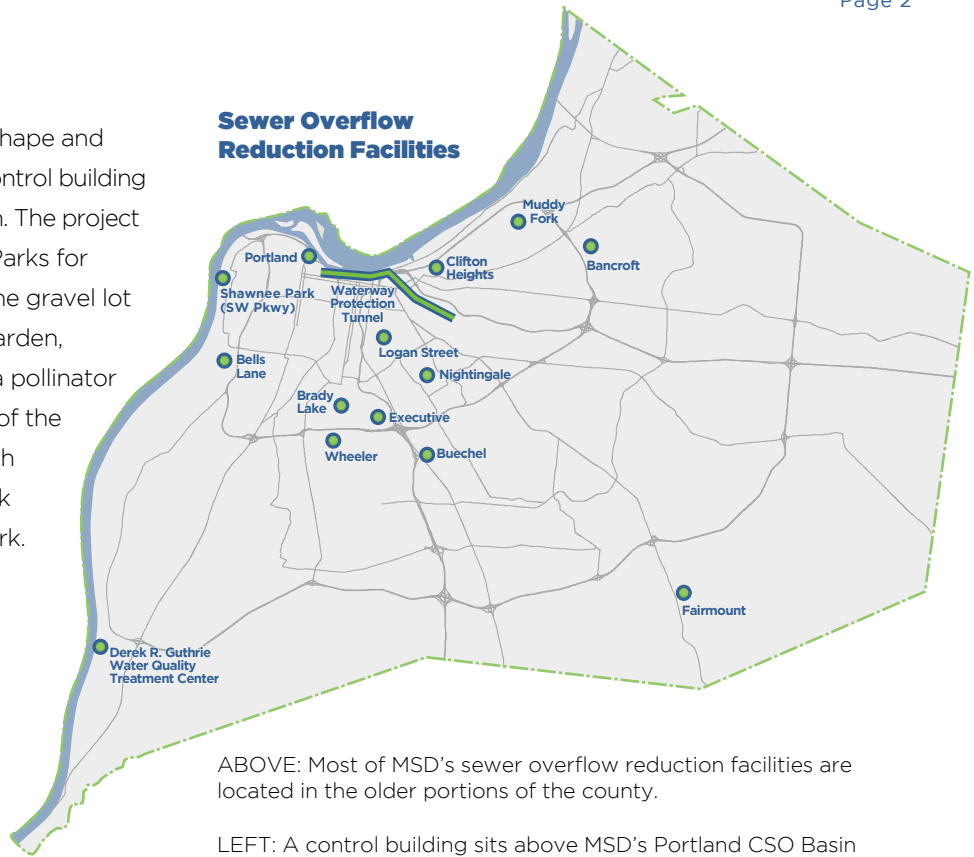 Page 2
hape and
ontrol building
n. The project
Parks for
ne gravel lot
arden,
a pollinator
of the
h
k
rk.
Sewer Overflow
Reduction Facilities
Muddy
Fork
Bancroft
Portland
Clifton
Heights
Shawnee Park
(SW Pkwy)
Waterway
Protection
Tunnel
Logan Street
Bells
Lane
Nightingale
Brady
Lake
Executive
Wheeler
Buechel
Fairmount
Derek R. Guthrie
Water Quality
Treatment Center
ABOVE: Most of MSD’s sewer overflow reduction facilities are
located in the older portions of the county.
LEFT: A control building sits above MSD’s Portland CSO Basin